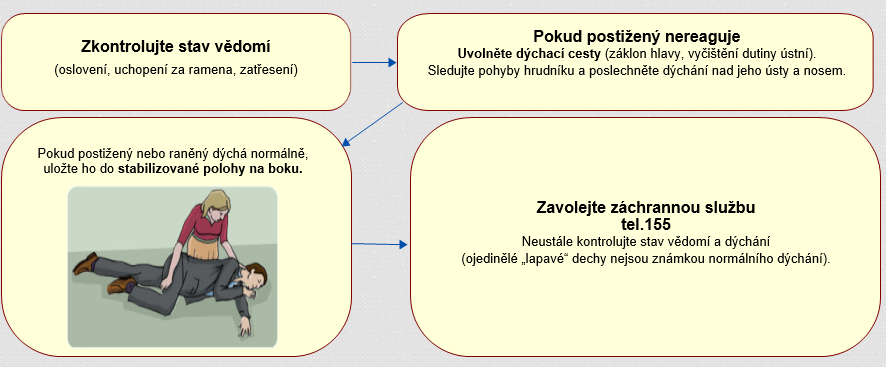 Zkontrolujte stav vědomí
(oslovení, uchopení za ramena, zatřesení)
Pokud postižený nereaguje
Uvolněte dýchací cesty (záklon hlavy, vyčištění dutiny ústní).
Sledujte pohyby hrudníku a poslechněte dýchání nad jeho ústy a nosem.
Pokud postižený nebo raněný dýchá normálně,
uložte ho do stabilizované polohy na boku.
Zavolejte záchrannou službu
tel.155
Neustále kontrolujte stav vědomí a dýchání
(ojedinělé „lapavé“ dechy nejsou známkou normálního dýchání).